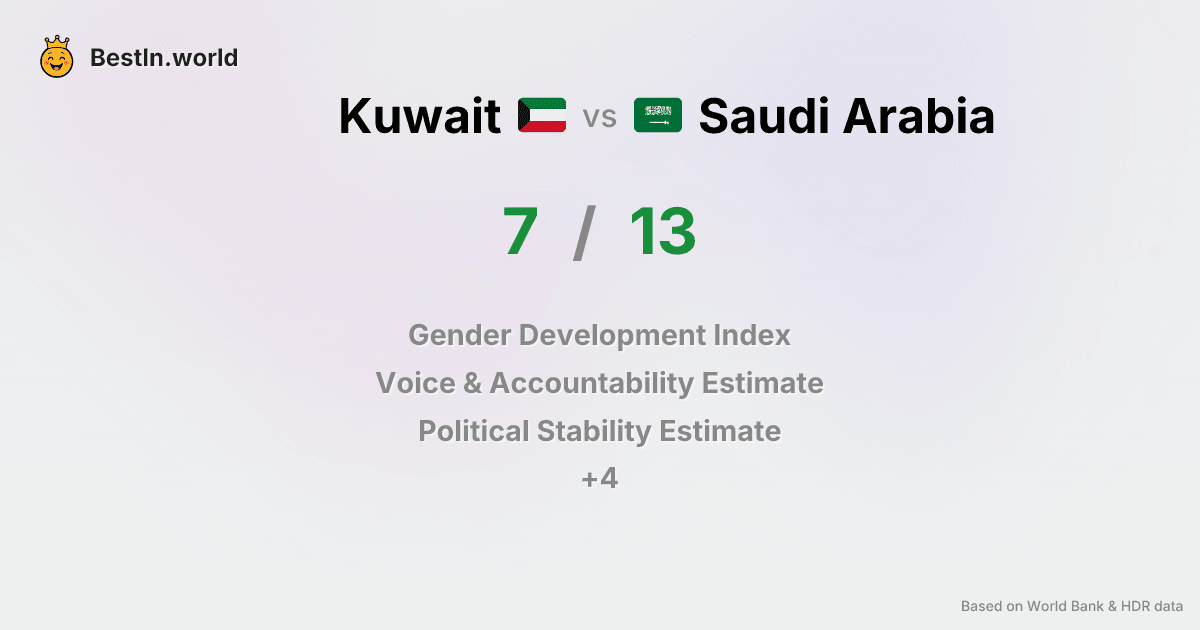 BestIn.world
Kuwait vs Saudi Arabia
7 / 13
Gender Development Index
Voice & Accountability Estimate
Political Stability Estimate
+4
Based on World Bank & HDR data